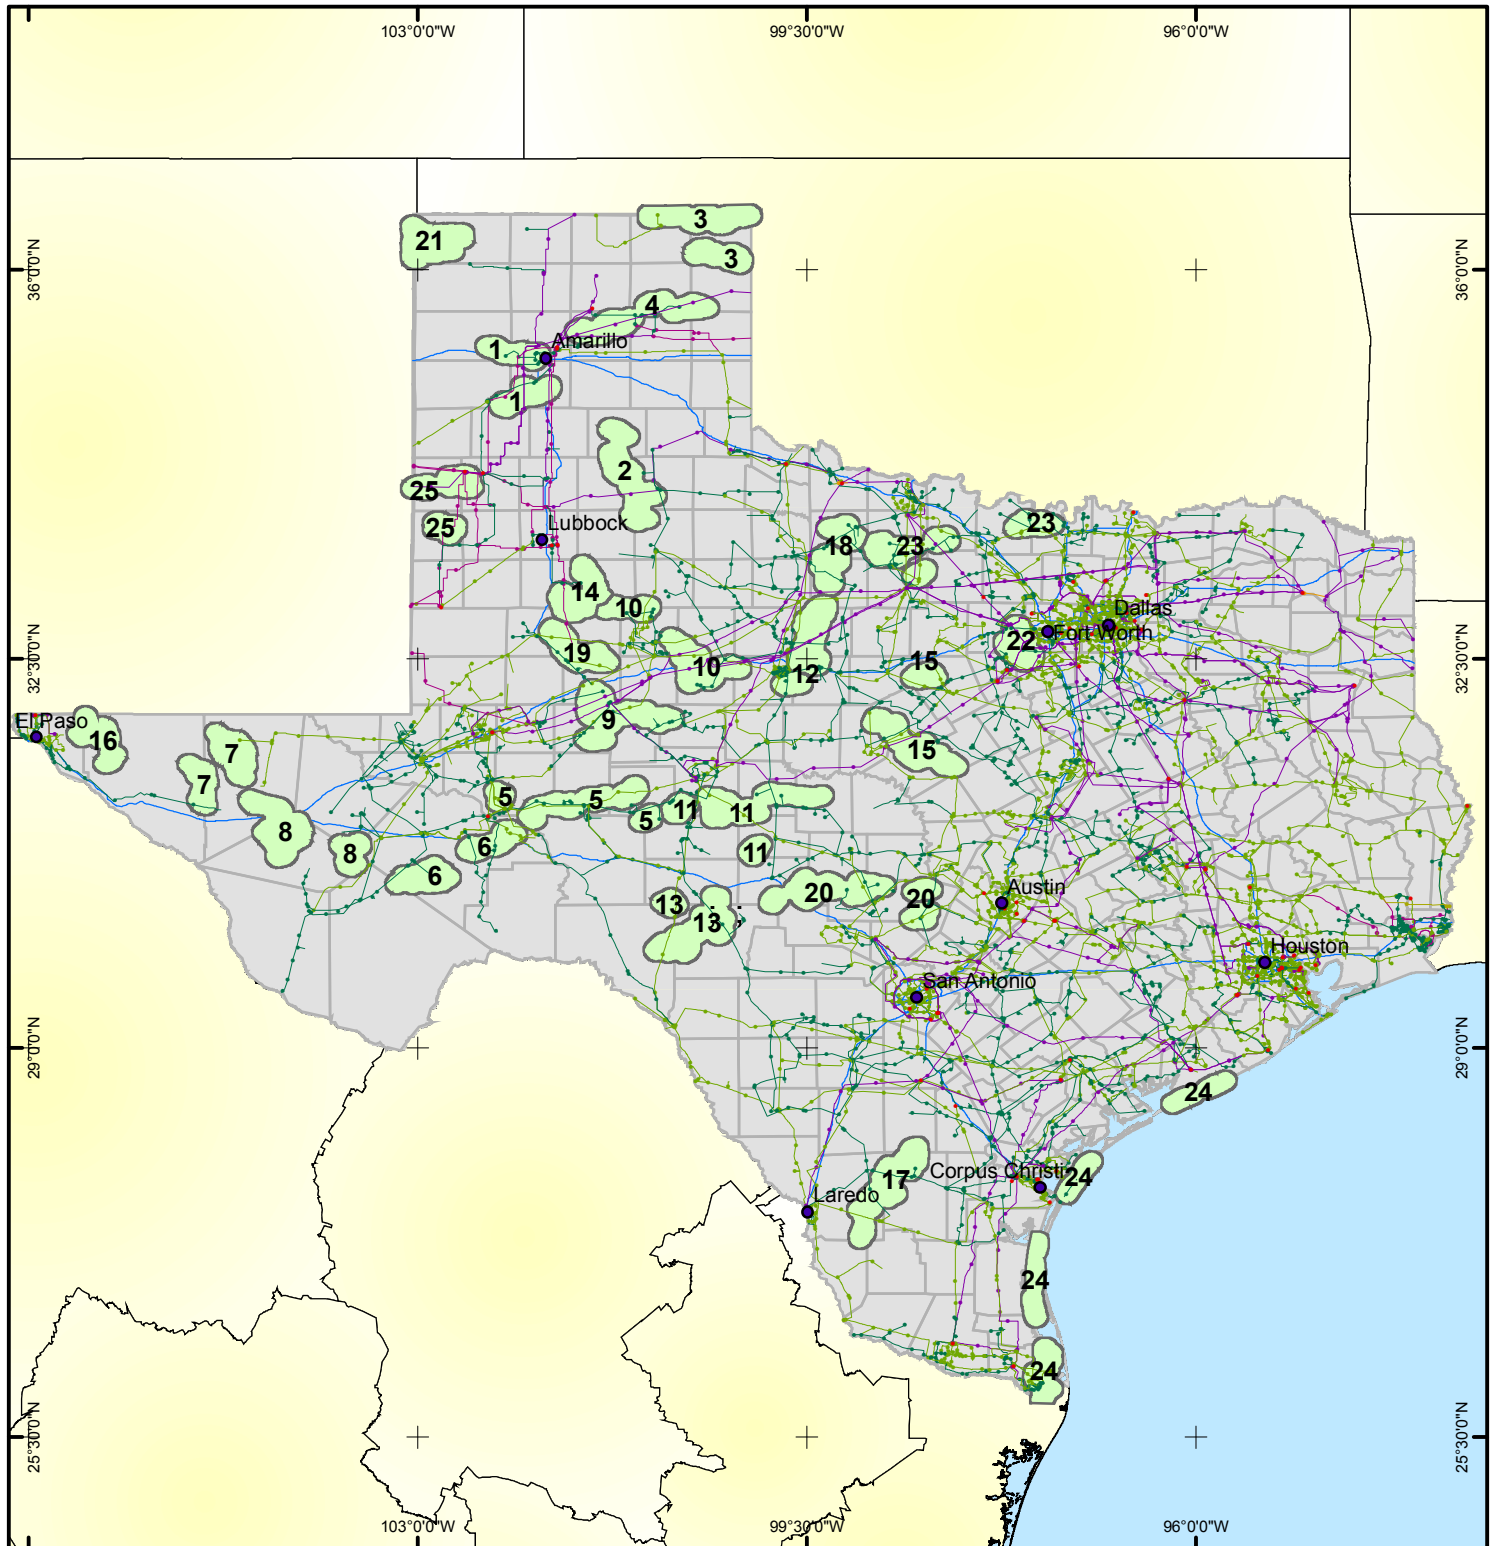 103°0'0"W
99°30'0"W
96°0'0"W
3
21
3
36°0'0"N
36°0'0"N
4
Amarillo
1
1
2
25
25
Lubbock
23
18
23
14
10
Dallas
Fort Worth
22
19
10
12
15
32°30'0"N
32°30'0"N
9
El Paso
16
7
15
7
5
5
5
11
11
8
6
8
11
6
20
20
Austin
13
13
;
Houston
San Antonio
29°0'0"N
29°0'0"N
24
Corpus Christi
17
24
Laredo
24
24
25°30'0"N
25°30'0"N
103°0'0"W
99°30'0"W
96°0'0"W